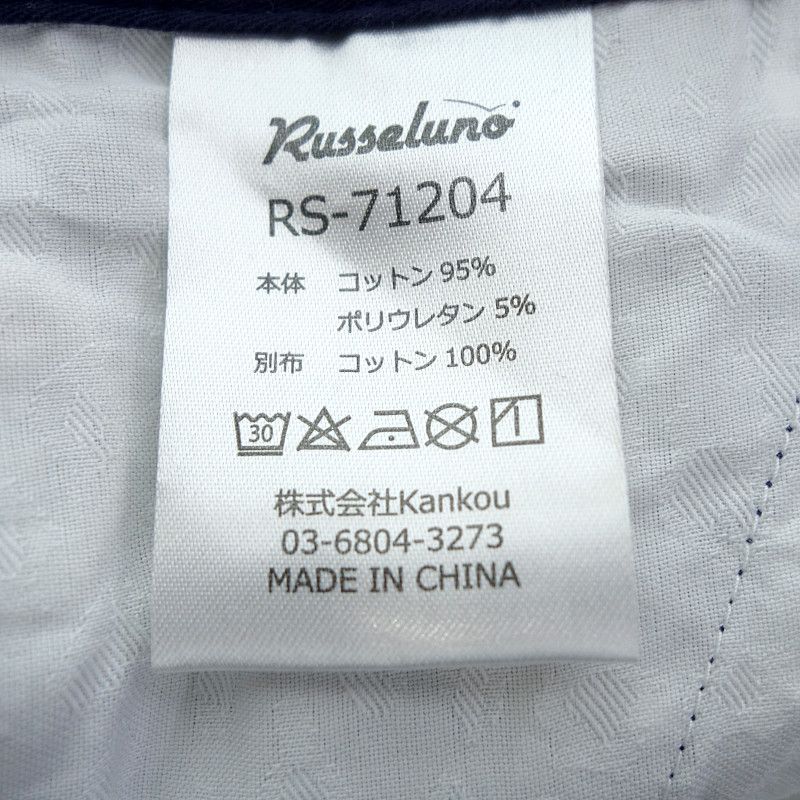 Russeluno
RS-71204
本体 コットン 95%
ポリウレタン 5%
別布 コットン 100%
30
株式会社Kankou
03-6804-3273
MADE IN CHINA